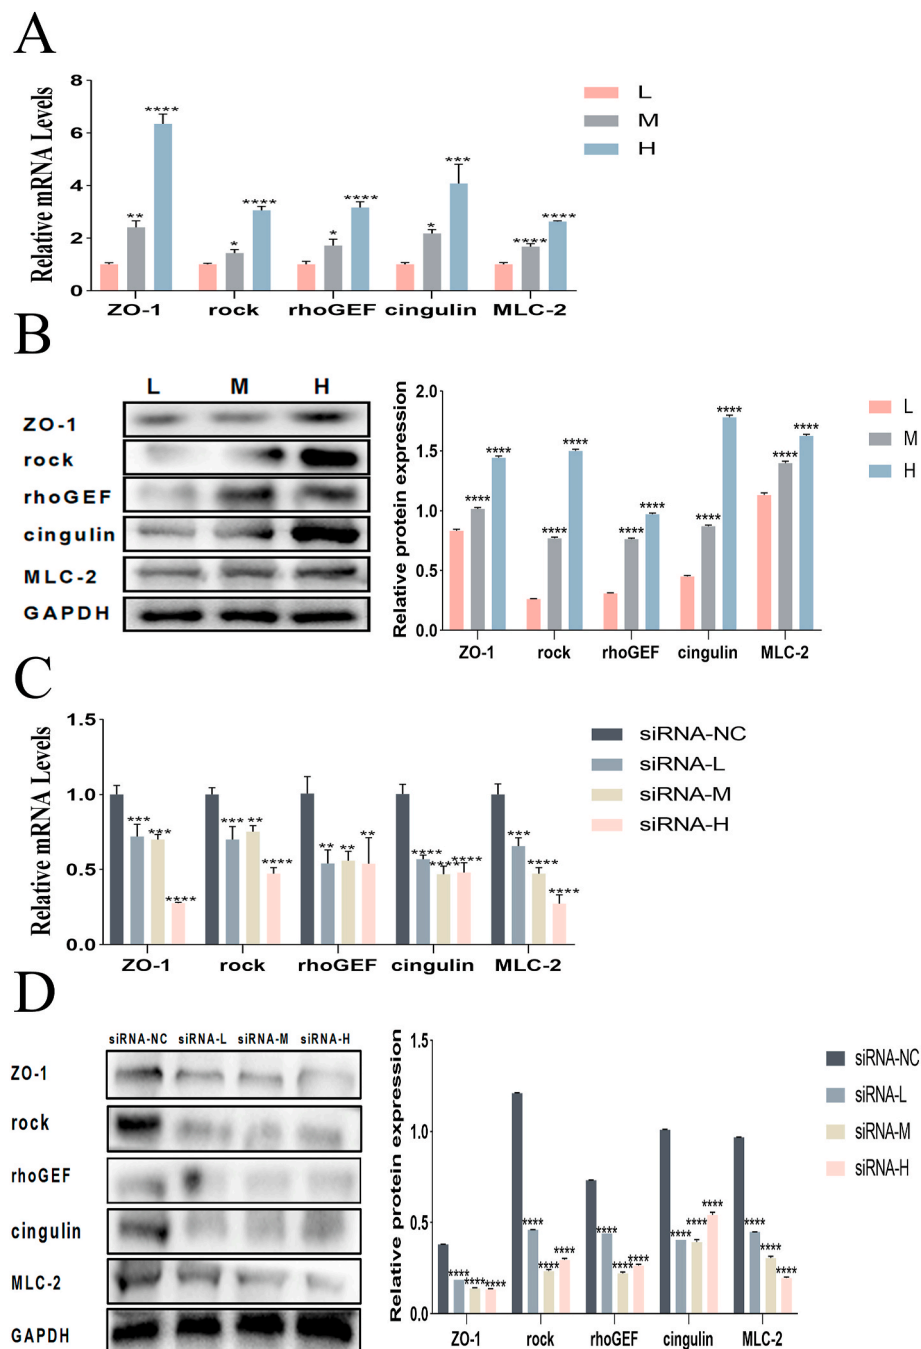 A
Relative mRNA Levels
8
6
4
2
0
**
****
*
****
*
****
*
***
****
****
ZO-1 rock rhoGEF cingulin MLC-2
L
M
H
B
L M H
ZO-1
rock
rhoGEF
cingulin
MLC-2
GAPDH
Relative protein expression
2.0
1.5
1.0
0.5
0.0
**** ****
**** ****
**** ****
**** ****
**** ****
ZO-1 rock rhoGEF cingulin MLC-2
L
M
H
C
Relative mRNA Levels
1.5
1.0
0.5
0.0
*** *** ****
*** ** ****
** ** **
**** **** ****
*** **** ****
ZO-1 rock rhoGEF cingulin MLC-2
siRNA-NC
siRNA-L
siRNA-M
siRNA-H
D
siRNA-NC siRNA-L siRNA-M siRNA-H
ZO-1
rock
rhoGEF
cingulin
MLC-2
GAPDH
Relative protein expression
1.5
1.0
0.5
0.0
**** **** ****
**** **** ****
**** **** ****
**** **** ****
**** **** ****
ZO-1 rock rhoGEF cingulin MLC-2
siRNA-NC
siRNA-L
siRNA-M
siRNA-H